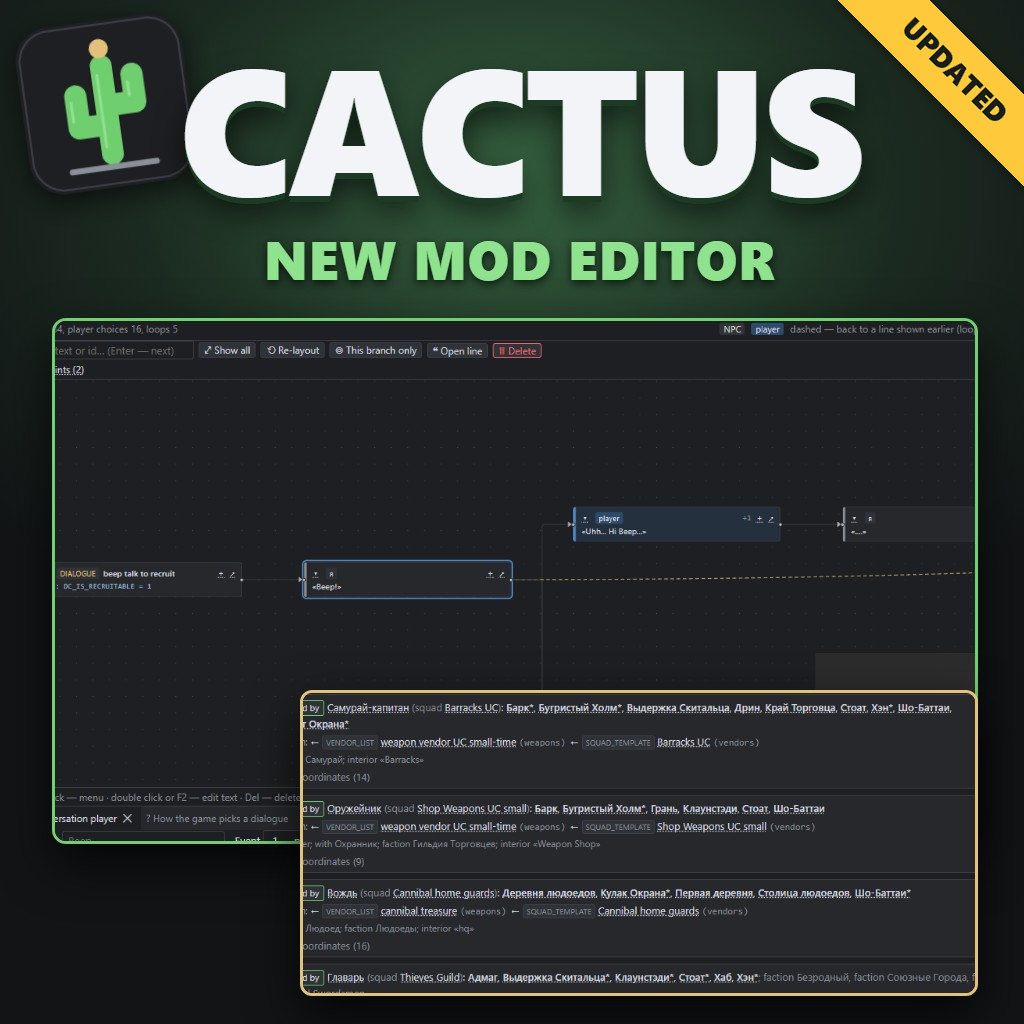 UPDATED
CACTUS
NEW MOD EDITOR
4, player choices 16, loops 5
NPC player dashed — back to a line shown earlier (loo
text or id... (Enter — next) Show all Re-layout This branch only Open line Delete
ints (2)
player +1
«Uhh... Hi Beep...»
я
«...»
DIALOGUE beep talk to recruit
: DC_IS_RECRUITABLE = 1
я
«Beep!»
ck — menu · double click or F2 — edit text · Del — delete
ersation player ? How the game picks a dialogue
Beep Event 1
d by Самурай-капитан (squad Barracks UC): Барк*, Бугристый Холм*, Выдержка Скитальца, Дрин, Край Торговца, Стоат, Хэн*, Шо-Баттаи,
т Окрана*
: ← VENDOR_LIST weapon vendor UC small-time (weapons) ← SQUAD_TEMPLATE Barracks UC (vendors)
Самурай; interior «Barracks»
oordinates (14)
d by Оружейник (squad Shop Weapons UC small): Барк, Бугристый Холм*, Грань, Клаунстэди, Стоат, Шо-Баттаи
: ← VENDOR_LIST weapon vendor UC small-time (weapons) ← SQUAD_TEMPLATE Shop Weapons UC small (vendors)
er; with Охранник; faction Гильдия Торговцев; interior «Weapon Shop»
oordinates (9)
d by Вождь (squad Cannibal home guards): Деревня людоедов, Кулак Окрана*, Первая деревня, Столица людоедов, Шо-Баттаи*
: ← VENDOR_LIST cannibal treasure (weapons) ← SQUAD_TEMPLATE Cannibal home guards (vendors)
Людоед; faction Людоеды; interior «hq»
oordinates (16)
d by Главарь (squad Thieves Guild): Адмаг, Выдержка Скитальца*, Клаунстэди*, Стоат*, Хаб, Хэн*; faction Безродный, faction Союзные Города, f